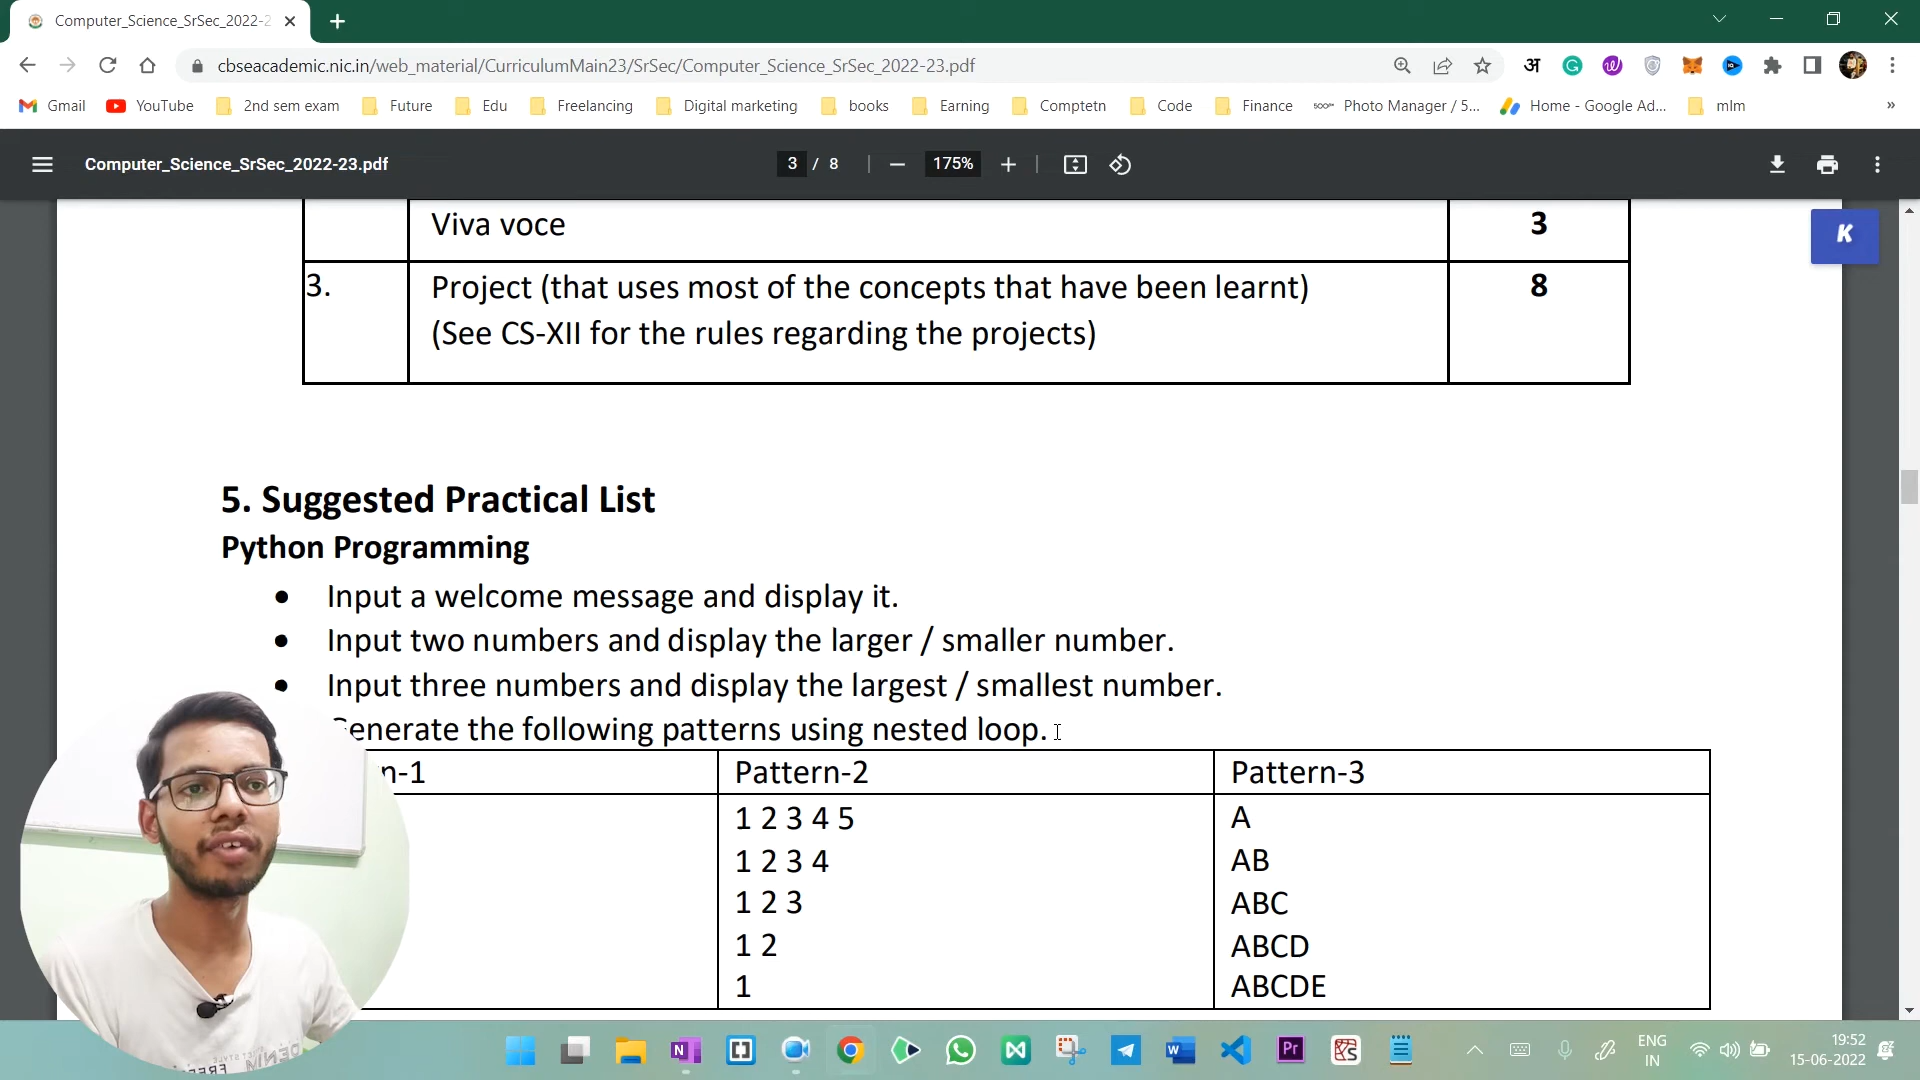 Computer_Science_SrSec_2022-2
cbseacademic.nic.in/web_material/CurriculumMain23/SrSec/Computer_Science_SrSec_2022-23.pdf
अ
Gmail YouTube 2nd sem exam Future Edu Freelancing Digital marketing books Earning Comptetn Code Finance 500px Photo Manager / 5... Home - Google Ad... mlm »
Computer_Science_SrSec_2022-23.pdf 3 / 8 175%
K
Viva voce 3
3. Project (that uses most of the concepts that have been learnt) 8
(See CS-XII for the rules regarding the projects)
5. Suggested Practical List
Python Programming
• Input a welcome message and display it.
• Input two numbers and display the larger / smaller number.
• Input three numbers and display the largest / smallest number.
Generate the following patterns using nested loop.
n-1 Pattern-2 Pattern-3
1 2 3 4 5 A
1 2 3 4 AB
1 2 3 ABC
1 2 ABCD
1 ABCDE
ENG 19:52
IN 15-06-2022